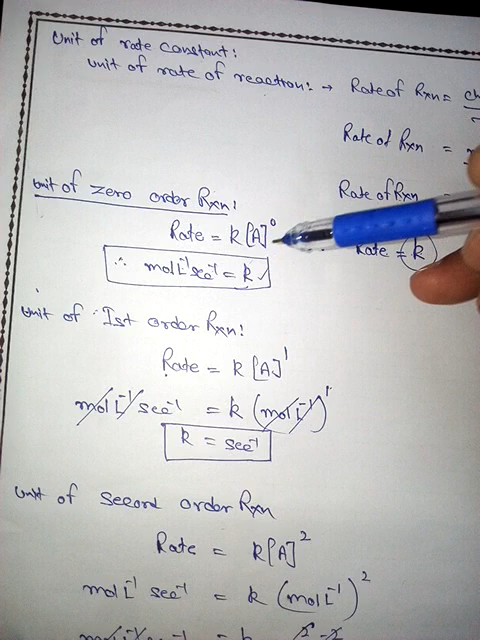 Unit of rate constant:
Unit of rate of reaction: → Rate of Rxn =
Rate of Rxn =
Unit of zero order Rxn:
Rate of Rxn
Rate = k[A]⁰
Rate = k
∴ mol L⁻¹ sec⁻¹ = k ✓
Unit of Ist order Rxn:
Rate = k[A]¹
mol L⁻¹ sec⁻¹ = k (mol L⁻¹)¹
k = sec⁻¹
Unit of second order Rxn
Rate = k[A]²
mol L⁻¹ sec⁻¹ = k (mol L⁻¹)²